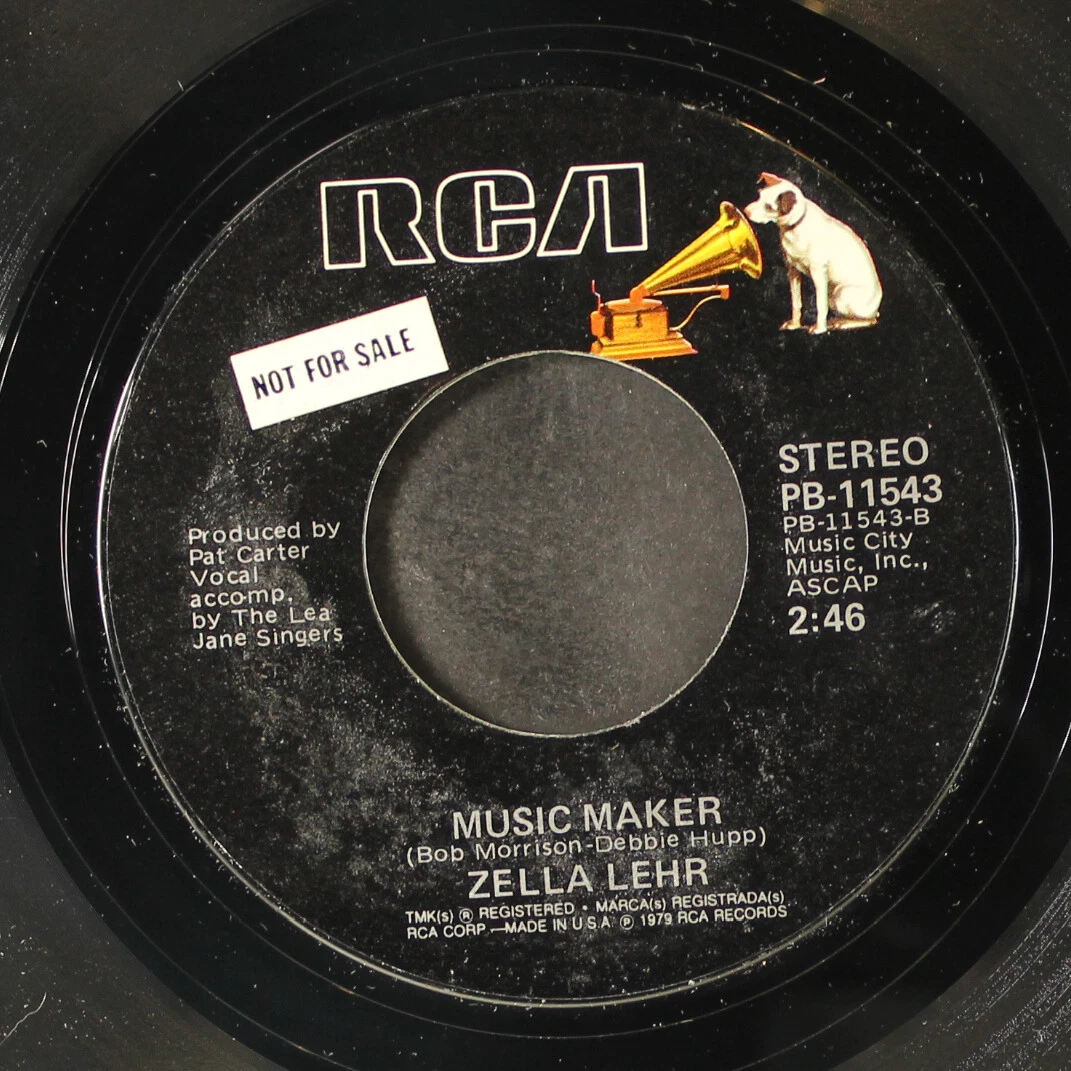 RCA
NOT FOR SALE
STEREO
PB-11543
PB-11543-B
Music City
Music, Inc.,
ASCAP
2:46
Produced by
Pat Carter
Vocal
accomp.
by The Lea
Jane Singers
MUSIC MAKER
(Bob Morrison-Debbie Hupp)
ZELLA LEHR
TMK(s) ® REGISTERED • MARCA(s) REGISTRADA(s)
RCA CORP.—MADE IN U.S.A. ℗ 1979 RCA RECORDS